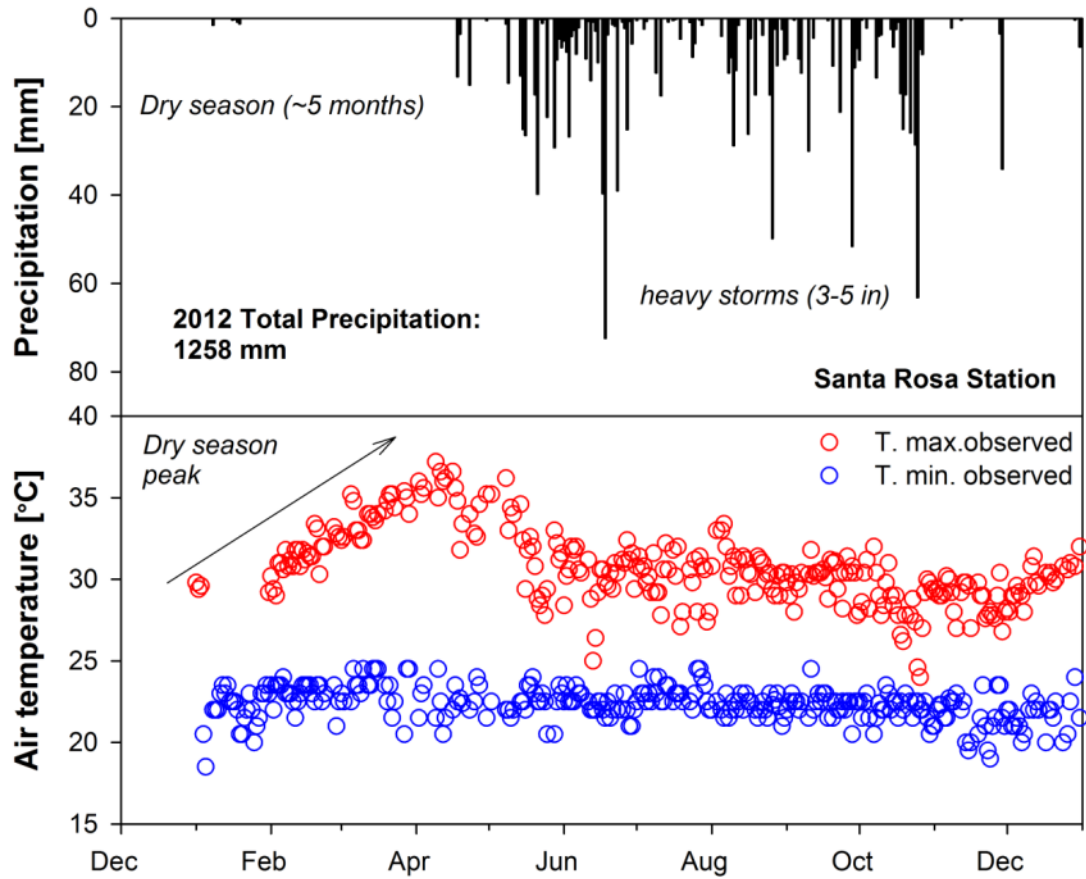 0
20
40
60
80
Precipitation [mm]
Dry season (~5 months)
heavy storms (3-5 in)
2012 Total Precipitation:
1258 mm
Santa Rosa Station
40
35
30
25
20
15
Air temperature [°C]
Dry season
peak
T. max.observed
T. min. observed
Dec
Feb
Apr
Jun
Aug
Oct
Dec